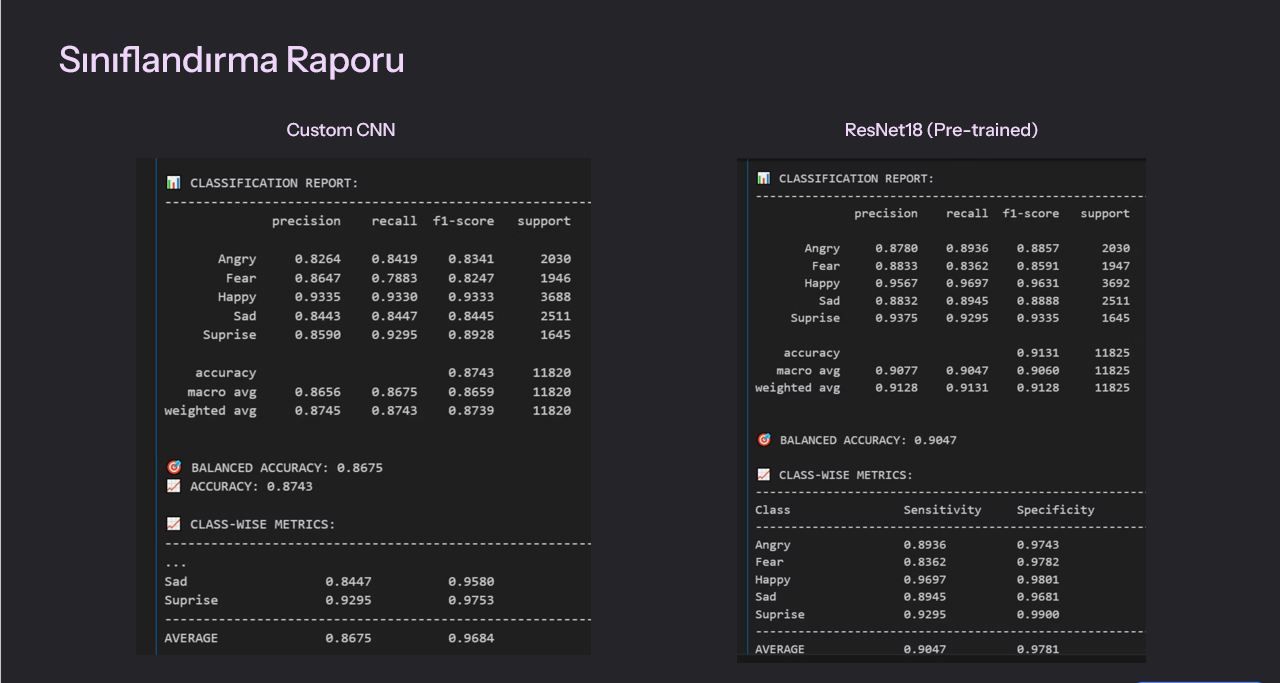 Sınıflandırma Raporu
Custom CNN
CLASSIFICATION REPORT:
precision recall f1-score support
Angry 0.8264 0.8419 0.8341 2030
Fear 0.8647 0.7883 0.8247 1946
Happy 0.9335 0.9330 0.9333 3688
Sad 0.8443 0.8447 0.8445 2511
Suprise 0.8590 0.9295 0.8928 1645
accuracy 0.8743 11820
macro avg 0.8656 0.8675 0.8659 11820
weighted avg 0.8745 0.8743 0.8739 11820
BALANCED ACCURACY: 0.8675
ACCURACY: 0.8743
CLASS-WISE METRICS:
...
Sad 0.8447 0.9580
Suprise 0.9295 0.9753
AVERAGE 0.8675 0.9684
ResNet18 (Pre-trained)
CLASSIFICATION REPORT:
precision recall f1-score support
Angry 0.8780 0.8936 0.8857 2030
Fear 0.8833 0.8362 0.8591 1947
Happy 0.9567 0.9697 0.9631 3692
Sad 0.8832 0.8945 0.8888 2511
Suprise 0.9375 0.9295 0.9335 1645
accuracy 0.9131 11825
macro avg 0.9077 0.9047 0.9060 11825
weighted avg 0.9128 0.9131 0.9128 11825
BALANCED ACCURACY: 0.9047
CLASS-WISE METRICS:
Class Sensitivity Specificity
Angry 0.8936 0.9743
Fear 0.8362 0.9782
Happy 0.9697 0.9801
Sad 0.8945 0.9681
Suprise 0.9295 0.9900
AVERAGE 0.9047 0.9781